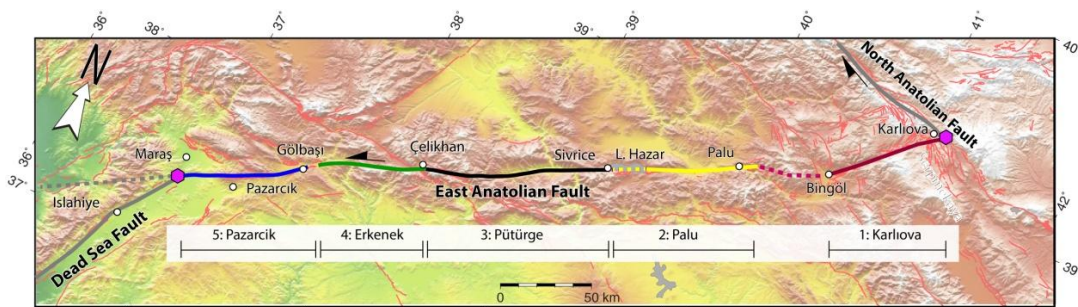 36
38
37
38
39
39
40
41
40
N
North Anatolian Fault
Karlıova
Maraş
Gölbaşi
Çelikhan
Sivrice
L. Hazar
Palu
36
37
Pazarcik
East Anatolian Fault
Bingöl
Islahiye
42
Dead Sea Fault
5: Pazarcik
4: Erkenek
3: Pütürge
2: Palu
1: Karlıova
39
0
50 km